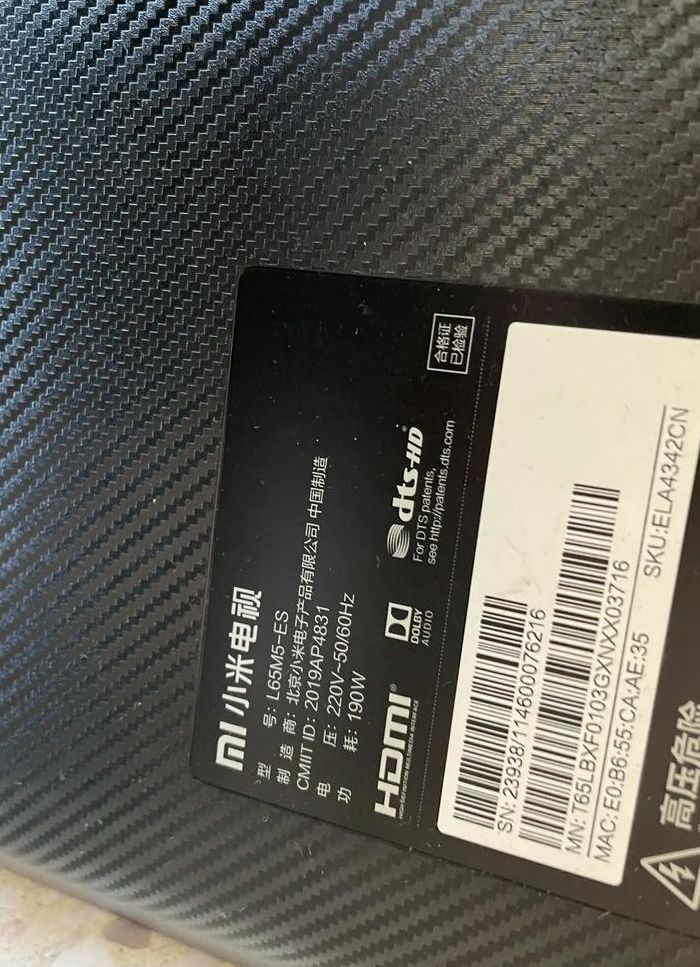 mi 小米电视
型 号: L65M5-ES
制 造 商: 北京小米电子产品有限公司 中国制造
CMIIT ID: 2019AP4831
电 压: 220V~50/60Hz
功 耗: 190W
HDMI®
HIGH-DEFINITION MULTIMEDIA INTERFACE
DOLBY
AUDIO
dts-HD
For DTS patents,
see http://patents.dts.com
合格证
已检验
SN: 23938/114600076216
MN: T65LBXF0103GXNXX03716
MAC: E0:B6:55:CA:AE:35
SKU:ELA4342CN
高压危险